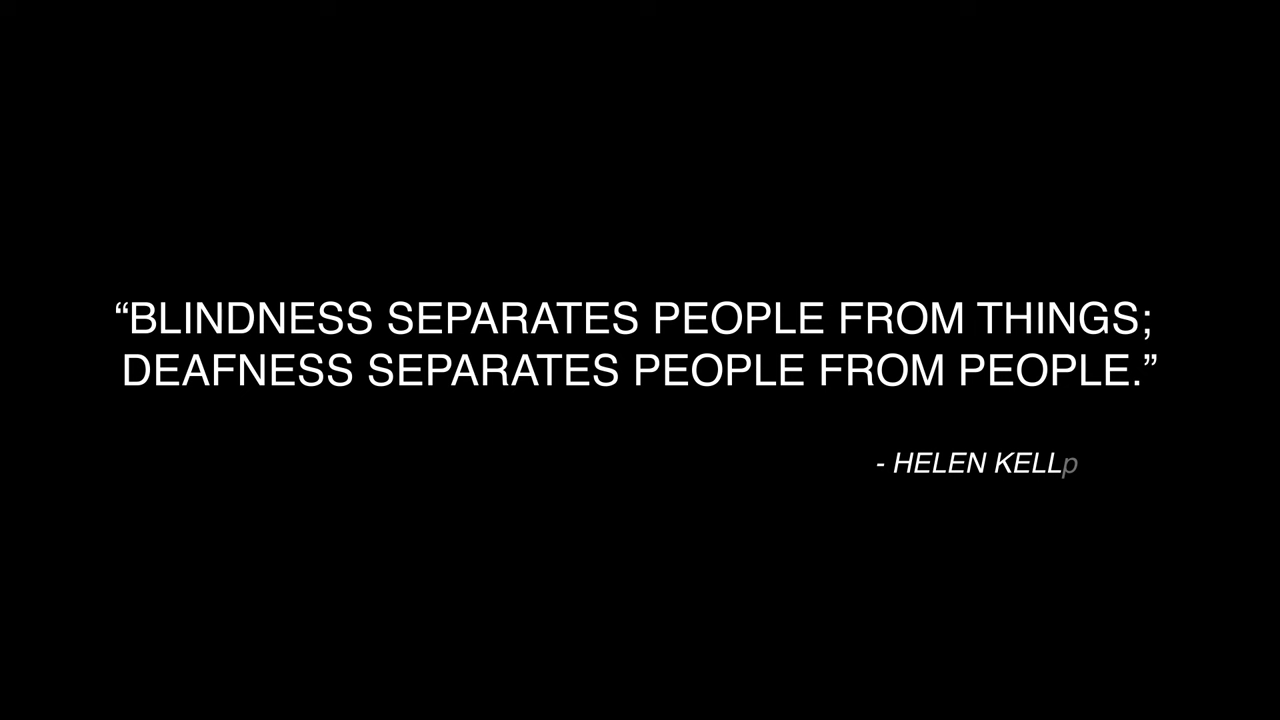 “BLINDNESS SEPARATES PEOPLE FROM THINGS;
DEAFNESS SEPARATES PEOPLE FROM PEOPLE.”
- HELEN KELLp